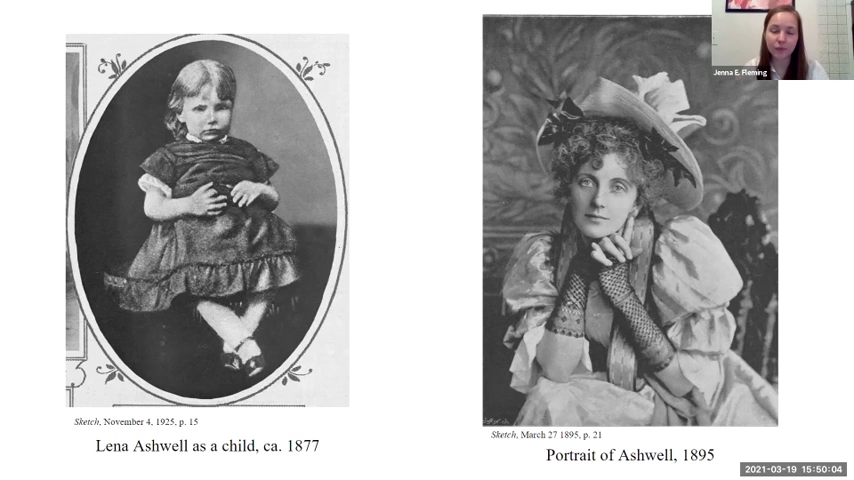 Jenna E. Fleming
Sketch, November 4, 1925, p. 15
Lena Ashwell as a child, ca. 1877
Sketch, March 27 1895, p. 21
Portrait of Ashwell, 1895
2021-03-19 15:50:04